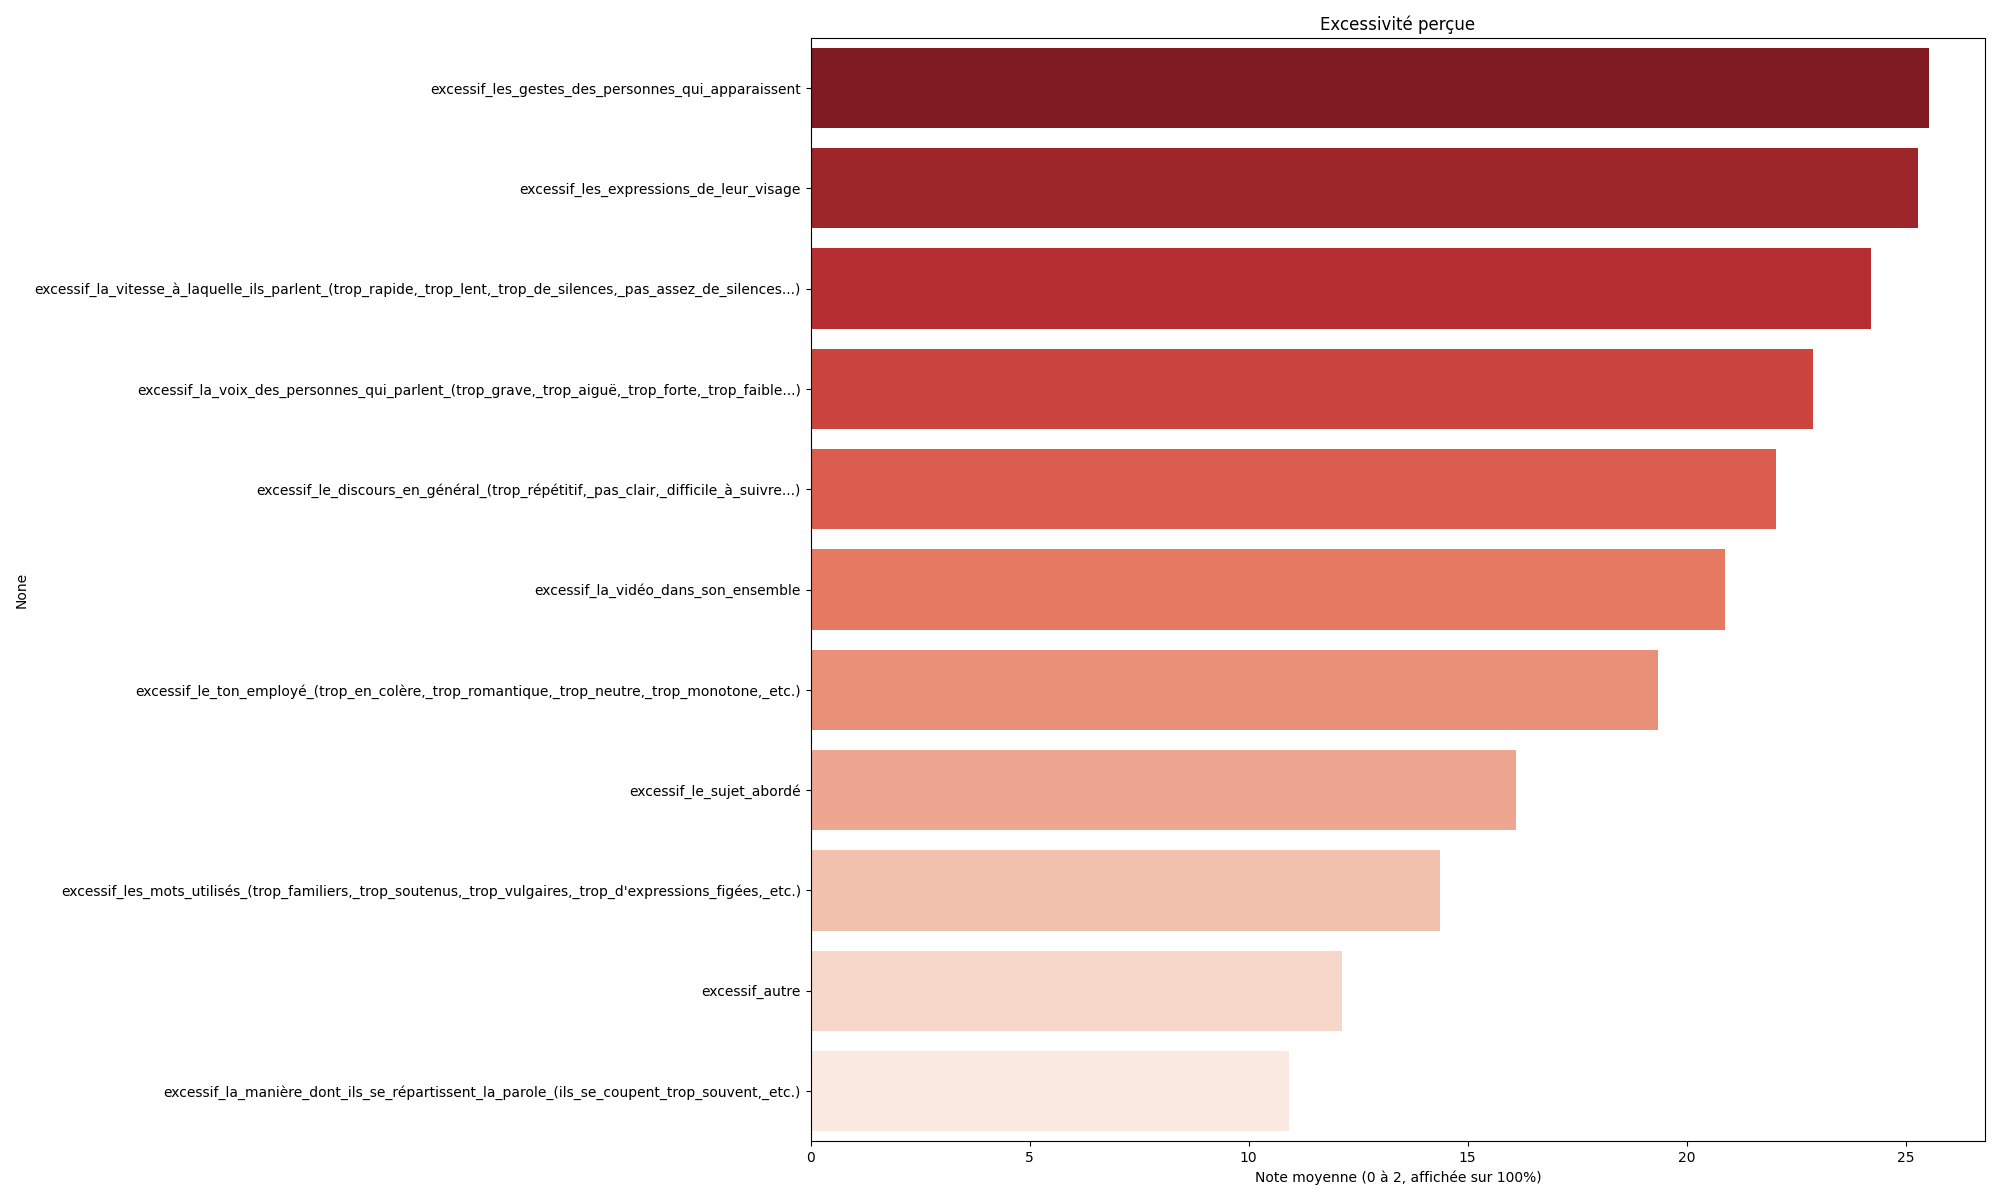 Excessivité perçue
excessif_les_gestes_des_personnes_qui_apparaissent
excessif_les_expressions_de_leur_visage
excessif_la_vitesse_à_laquelle_ils_parlent_(trop_rapide,_trop_lent,_trop_de_silences,_pas_assez_de_silences...)
excessif_la_voix_des_personnes_qui_parlent_(trop_grave,_trop_aiguë,_trop_forte,_trop_faible...)
excessif_le_discours_en_général_(trop_répétitif,_pas_clair,_difficile_à_suivre...)
excessif_la_vidéo_dans_son_ensemble
excessif_le_ton_employé_(trop_en_colère,_trop_romantique,_trop_neutre,_trop_monotone,_etc.)
excessif_le_sujet_abordé
excessif_les_mots_utilisés_(trop_familiers,_trop_soutenus,_trop_vulgaires,_trop_d'expressions_figées,_etc.)
excessif_autre
excessif_la_manière_dont_ils_se_répartissent_la_parole_(ils_se_coupent_trop_souvent,_etc.)
None
0 5 10 15 20 25
Note moyenne (0 à 2, affichée sur 100%)